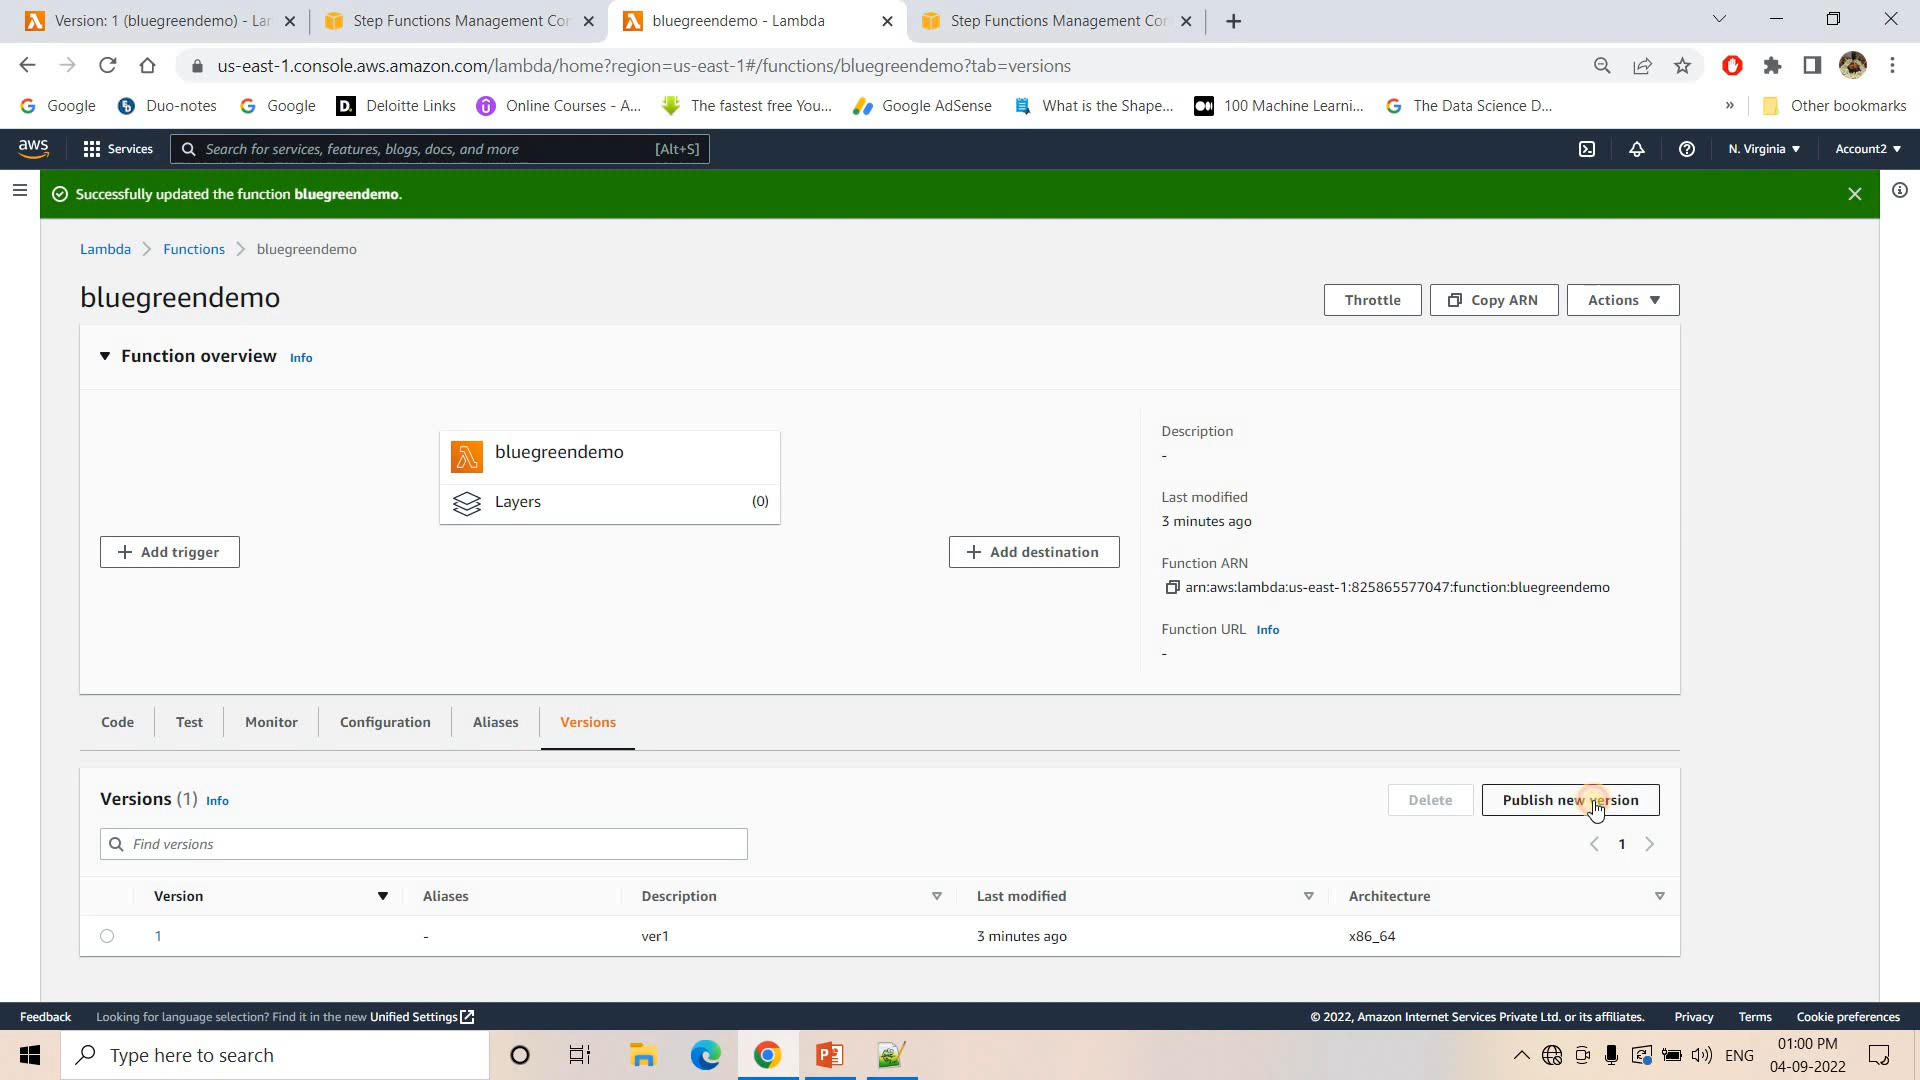 Version: 1 (bluegreendemo) - La
Step Functions Management Co
bluegreendemo - Lambda
Step Functions Management Co
us-east-1.console.aws.amazon.com/lambda/home?region=us-east-1#/functions/bluegreendemo?tab=versions
Google
Duo-notes
Google
Deloitte Links
Online Courses - A...
The fastest free You...
Google AdSense
What is the Shape...
100 Machine Learni...
The Data Science D...
»
Other bookmarks
aws
Services
Search for services, features, blogs, docs, and more
[Alt+S]
N. Virginia
Account2
Successfully updated the function bluegreendemo.
Lambda
Functions
bluegreendemo
bluegreendemo
Throttle
Copy ARN
Actions
Function overview
Info
bluegreendemo
Layers
(0)
Add trigger
Add destination
Description
-
Last modified
3 minutes ago
Function ARN
arn:aws:lambda:us-east-1:825865577047:function:bluegreendemo
Function URL
Info
-
Code
Test
Monitor
Configuration
Aliases
Versions
Versions (1)
Info
Delete
Publish new version
Find versions
1
Version
Aliases
Description
Last modified
Architecture
1
-
ver1
3 minutes ago
x86_64
Feedback
Looking for language selection? Find it in the new Unified Settings
© 2022, Amazon Internet Services Private Ltd. or its affiliates.
Privacy
Terms
Cookie preferences
Type here to search
ENG
01:00 PM
04-09-2022